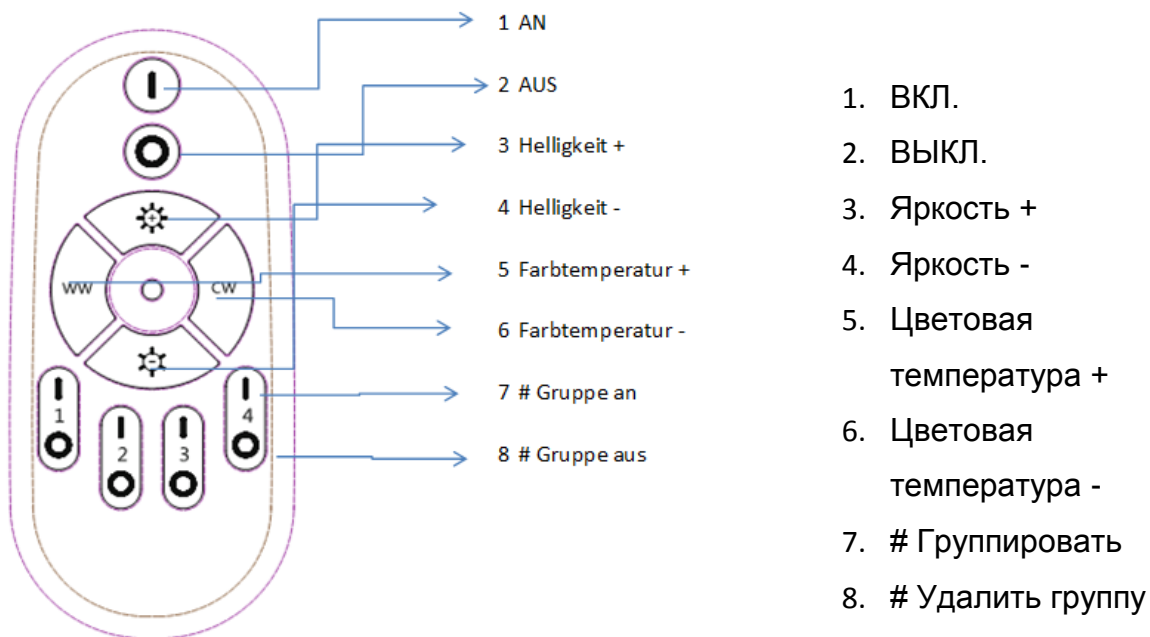 1 AN
2 AUS
3 Helligkeit +
4 Helligkeit -
5 Farbtemperatur +
6 Farbtemperatur -
7 # Gruppe an
8 # Gruppe aus
WW
CW
1
2
3
4
1. ВКЛ.
2. ВЫКЛ.
3. Яркость +
4. Яркость -
5. Цветовая
температура +
6. Цветовая
температура -
7. # Группировать
8. # Удалить группу